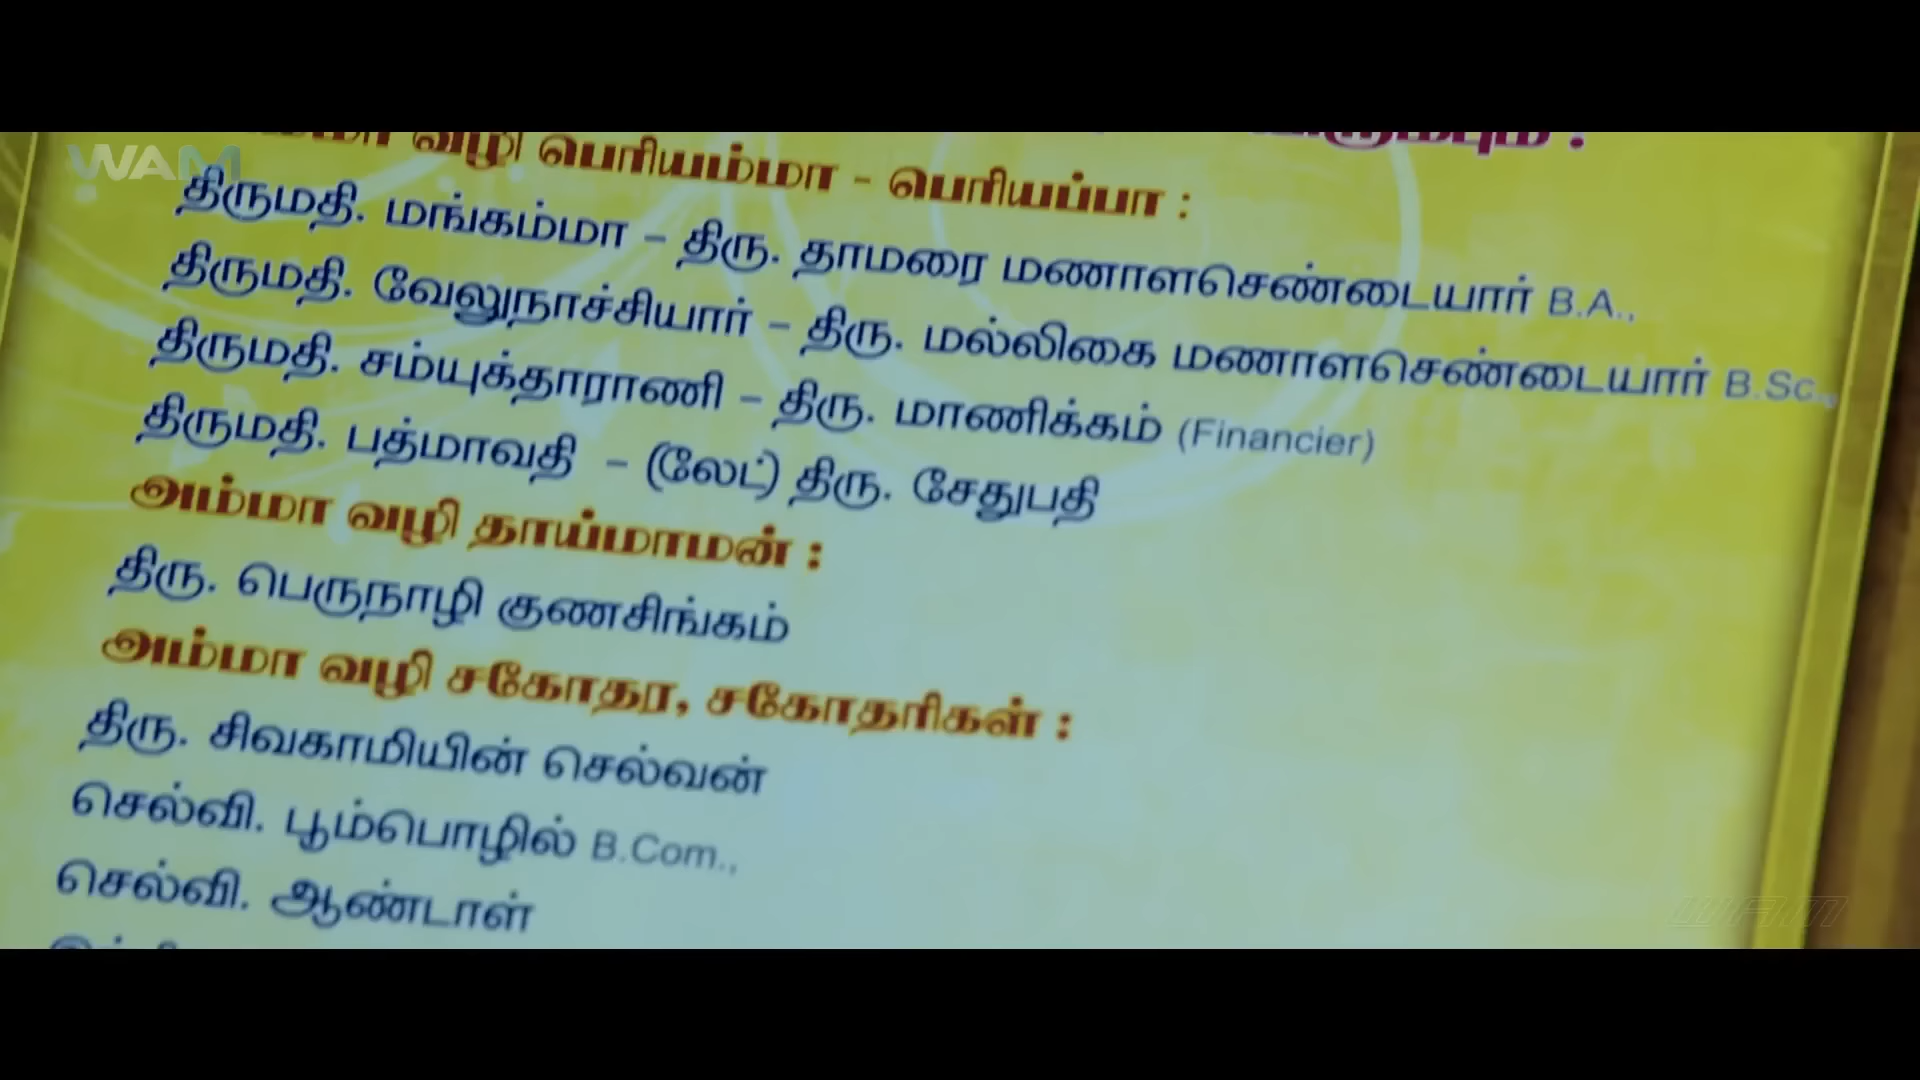 WAM
வழி பெரியம்மா - பெரியப்பா :
திருமதி. மங்கம்மா – திரு. தாமரை மணாளசெண்டையார் B.A.,
திருமதி. வேலுநாச்சியார் – திரு. மல்லிகை மணாளசெண்டையார் B.Sc.,
திருமதி. சம்யுக்தாராணி – திரு. மாணிக்கம் (Financier)
திருமதி. பத்மாவதி – (லேட்) திரு. சேதுபதி
அம்மா வழி தாய்மாமன் :
திரு. பெருநாழி குணசிங்கம்
அம்மா வழி சகோதர, சகோதரிகள் :
திரு. சிவகாமியின் செல்வன்
செல்வி. பூம்பொழில் B.Com.,
செல்வி. ஆண்டாள்
WAM